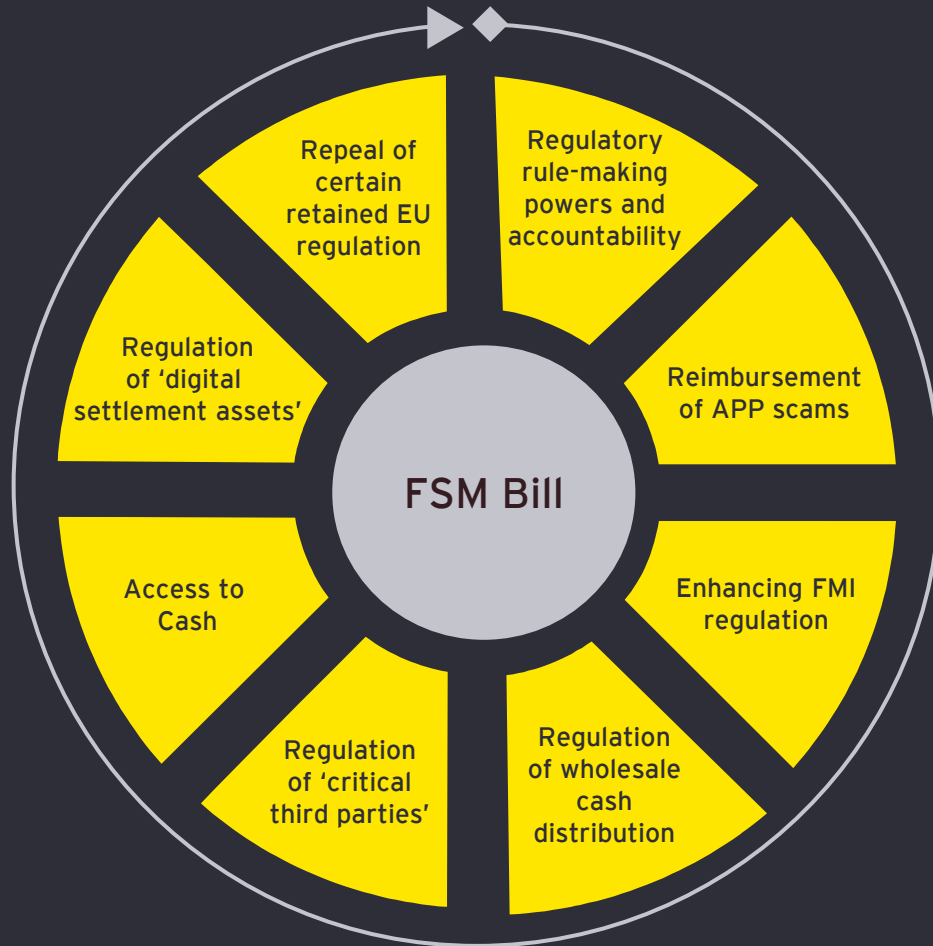 Regulatory
rule-making
powers and
accountability
Reimbursement
of APP scams
Enhancing FMI
regulation
Regulation
of wholesale
cash
distribution
Regulation
of ‘critical
third parties’
Access to
Cash
Regulation
of ‘digital
settlement assets’
Repeal of
certain
retained EU
regulation
FSM Bill